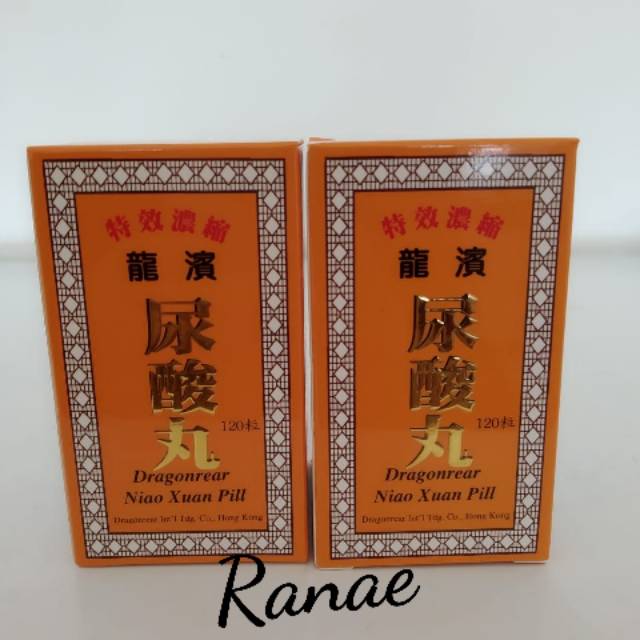 特效濃縮
龍濱
尿酸丸
120粒
Dragonrear
Niao Xuan Pill
Dragonrear Int'l Tdg. Co., Hong Kong
特效濃縮
龍濱
尿酸丸
120粒
Dragonrear
Niao Xuan Pill
Dragonrear Int'l Tdg. Co., Hong Kong
Ranae